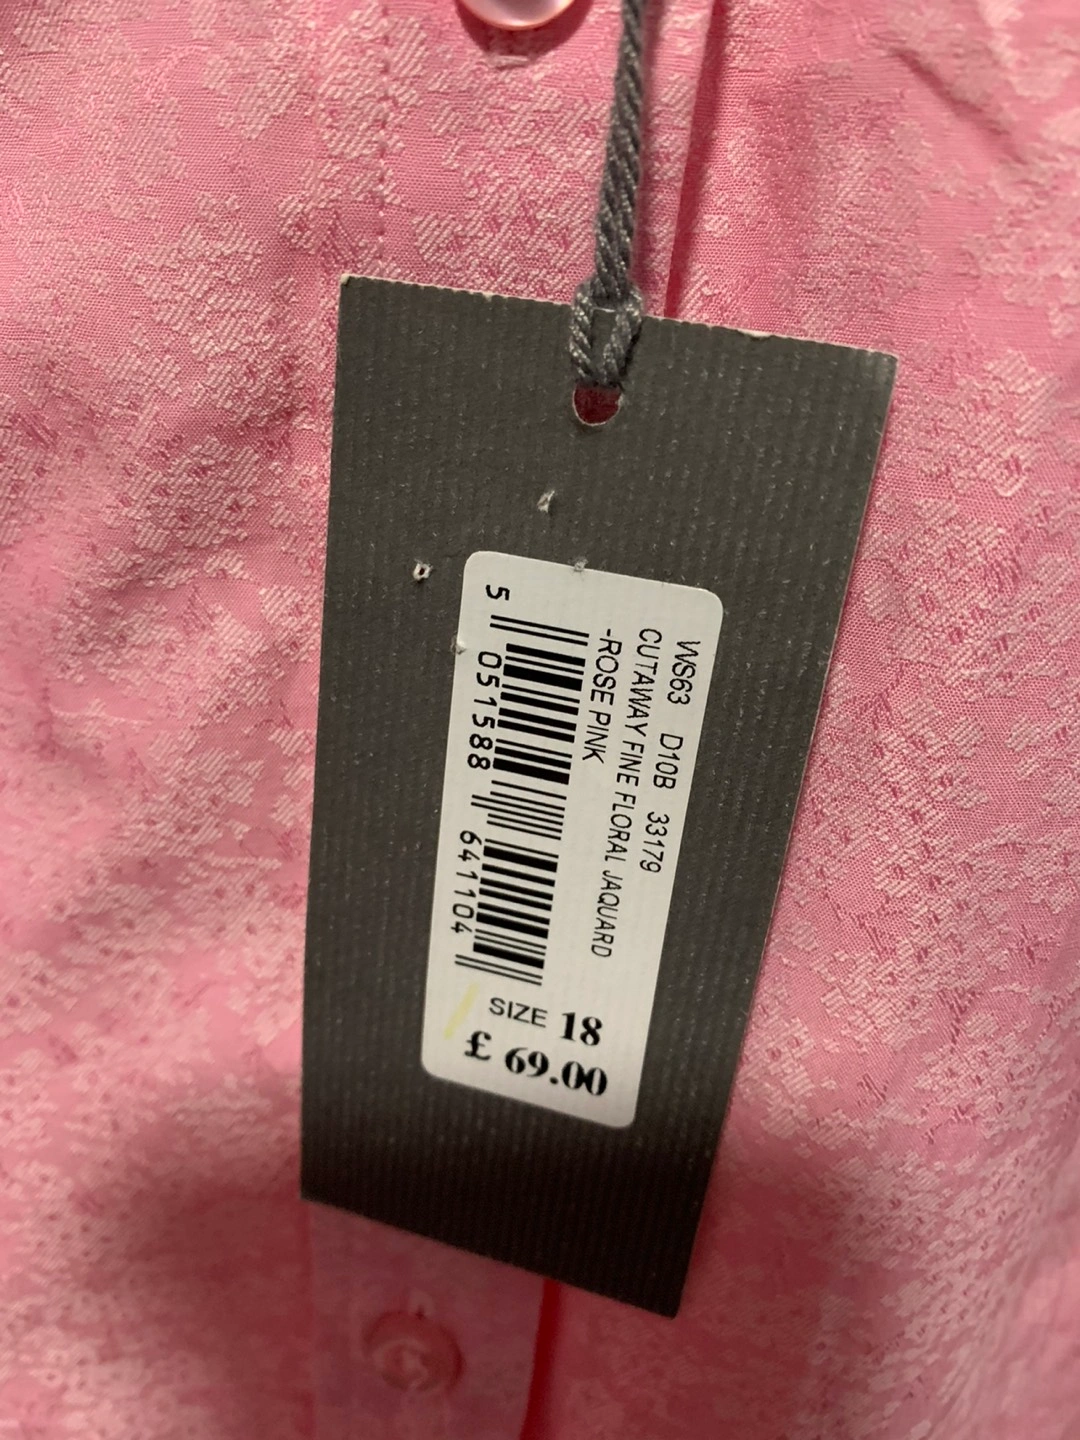 WS63 D10B 33179
CUTAWAY FINE FLORAL JAQUARD
-ROSE PINK
5 051588 641104
SIZE 18
£ 69.00